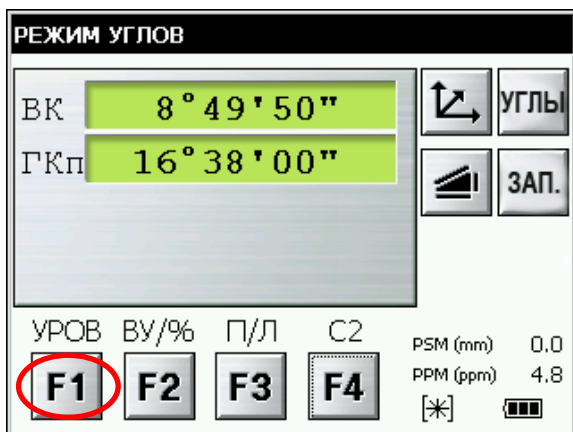 РЕЖИМ УГЛОВ
ВК 8°49'50"
ГКп 16°38'00"
УГЛЫ
ЗАП.
УРОВ ВУ/% П/Л С2
F1 F2 F3 F4
PSM (mm) 0.0
PPM (ppm) 4.8
[*]